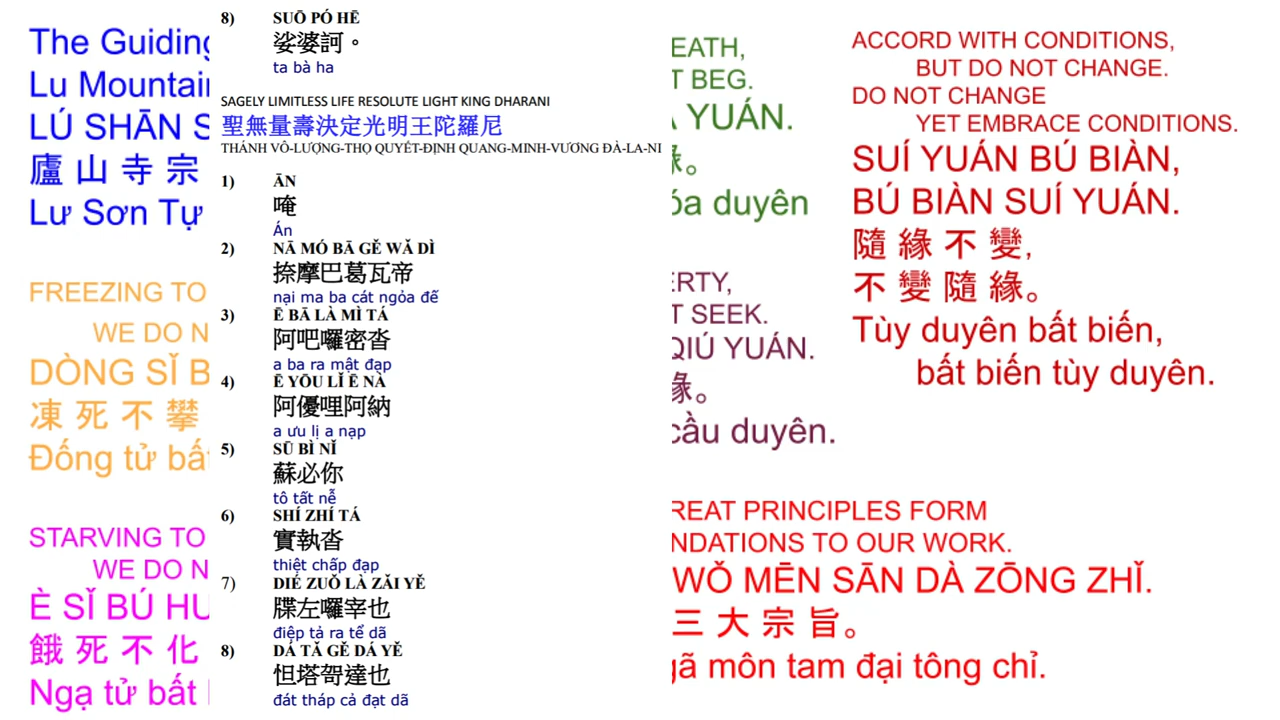 The Guiding
Lu Mountain
LÚ SHĀN S
廬 山 寺 宗
Lư Sơn Tự
FREEZING TO
WE DO N
DÒNG SǏ B
凍 死 不 攀
Đống tử bất
STARVING TO
WE DO N
È SǏ BÚ HU
餓 死 不 化
Ngạ tử bất
8) SUŌ PÓ HĒ
娑婆訶。
ta bà ha
SAGELY LIMITLESS LIFE RESOLUTE LIGHT KING DHARANI
聖無量壽決定光明王陀羅尼
THÁNH VÔ-LƯỢNG-THỌ QUYẾT-ĐỊNH QUANG-MINH-VƯƠNG ĐÀ-LA-NI
1) ĀN
唵
Án
2) NĀ MÓ BĀ GĚ WǍ DÌ
捺摩巴葛瓦帝
nại ma ba cát ngỏa đế
3) Ē BĀ LÀ MÌ TÁ
阿吧囉密沓
a ba ra mật đạp
4) Ē YŌU LǏ Ē NÀ
阿優哩阿納
a ưu lị a nạp
5) SŪ BÌ NǏ
蘇必你
tô tất nễ
6) SHÍ ZHÍ TÁ
實執沓
thiệt chấp đạp
7) DIÉ ZUǑ LÀ ZǍI YĚ
牒左囉宰也
điệp tả ra tể dã
8) DÁ TǍ GĚ DÁ YĚ
怛塔哿達也
đát tháp cả đạt dã
EATH,
T BEG.
YUÁN.
緣。
óa duyên
ERTY,
T SEEK.
QIÚ YUÁN.
緣。
cầu duyên.
ACCORD WITH CONDITIONS,
BUT DO NOT CHANGE.
DO NOT CHANGE
YET EMBRACE CONDITIONS.
SUÍ YUÁN BÚ BIÀN,
BÚ BIÀN SUÍ YUÁN.
隨 緣 不 變,
不 變 隨 緣。
Tùy duyên bất biến,
bất biến tùy duyên.
REAT PRINCIPLES FORM
NDATIONS TO OUR WORK.
WǑ MĒN SĀN DÀ ZŌNG ZHǏ.
三 大 宗 旨。
gã môn tam đại tông chỉ.